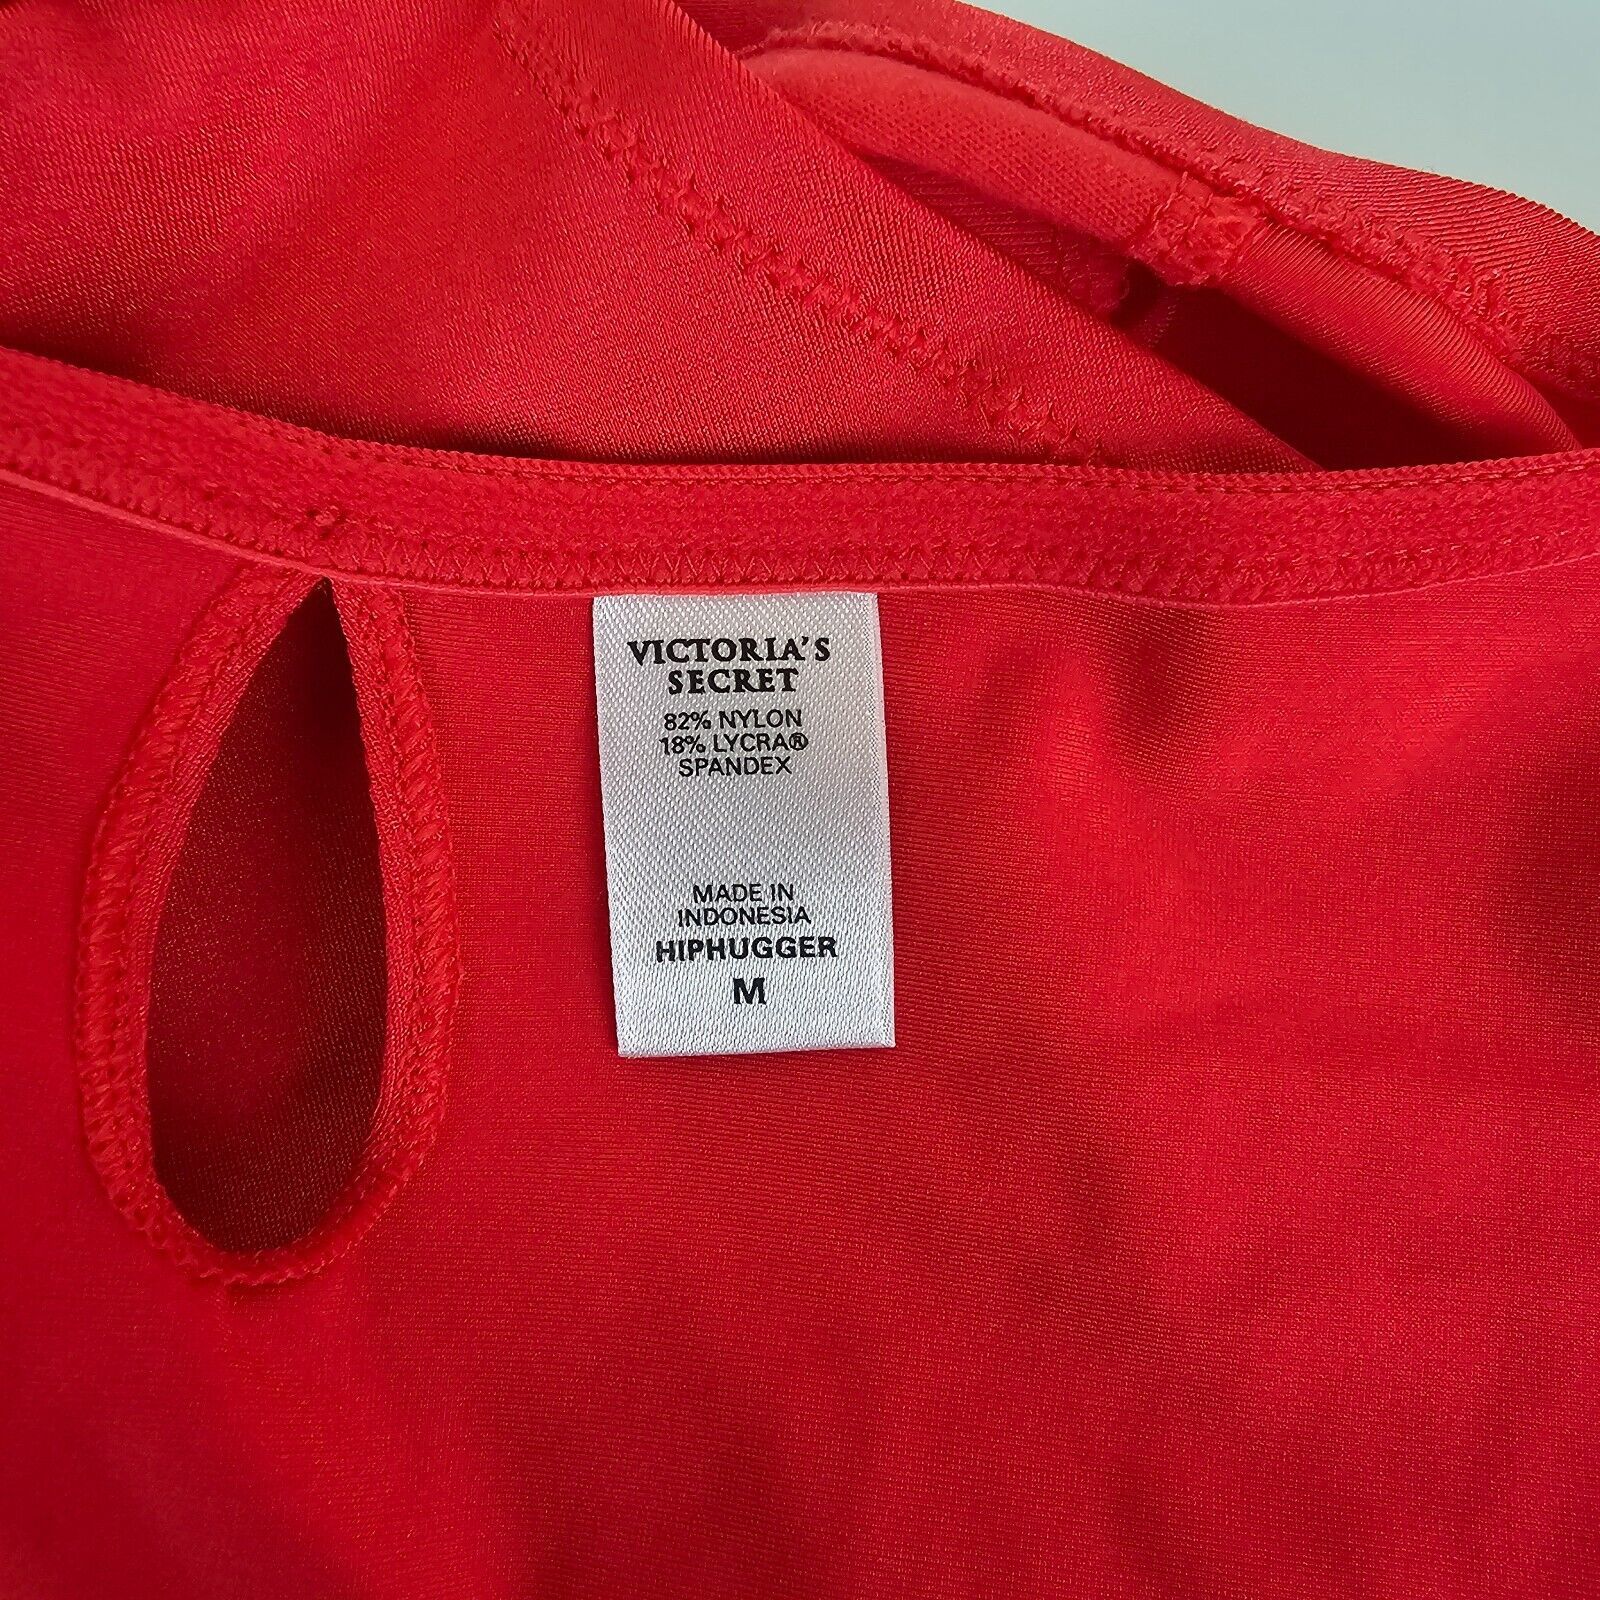 VICTORIA'S
SECRET
82% NYLON
18% LYCRA®
SPANDEX
MADE IN
INDONESIA
HIPHUGGER
M